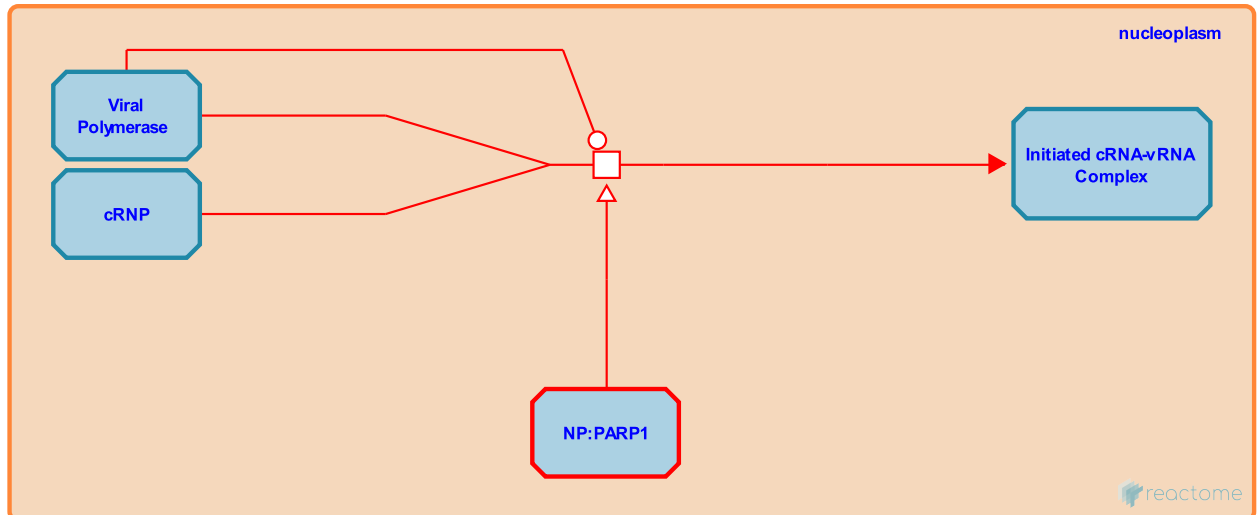 nucleoplasm
Viral
Polymerase
cRNP
Initiated cRNA-vRNA
Complex
NP:PARP1
reactome